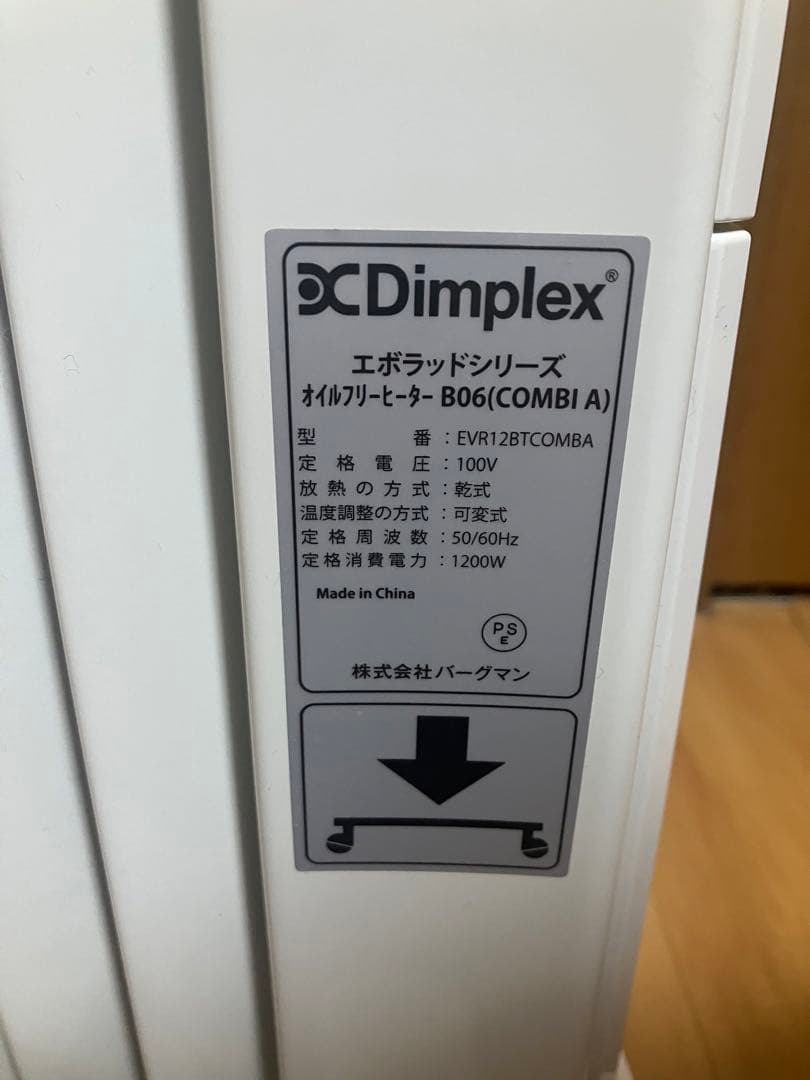 Dimplex®
エボラッドシリーズ
ｵｲﾙﾌﾘｰﾋｰﾀｰ B06(COMBI A)
型番：EVR12BTCOMBA
定格電圧：100V
放熱の方式：乾式
温度調整の方式：可変式
定格周波数：50/60Hz
定格消費電力：1200W
Made in China
PS
E
株式会社バーグマン